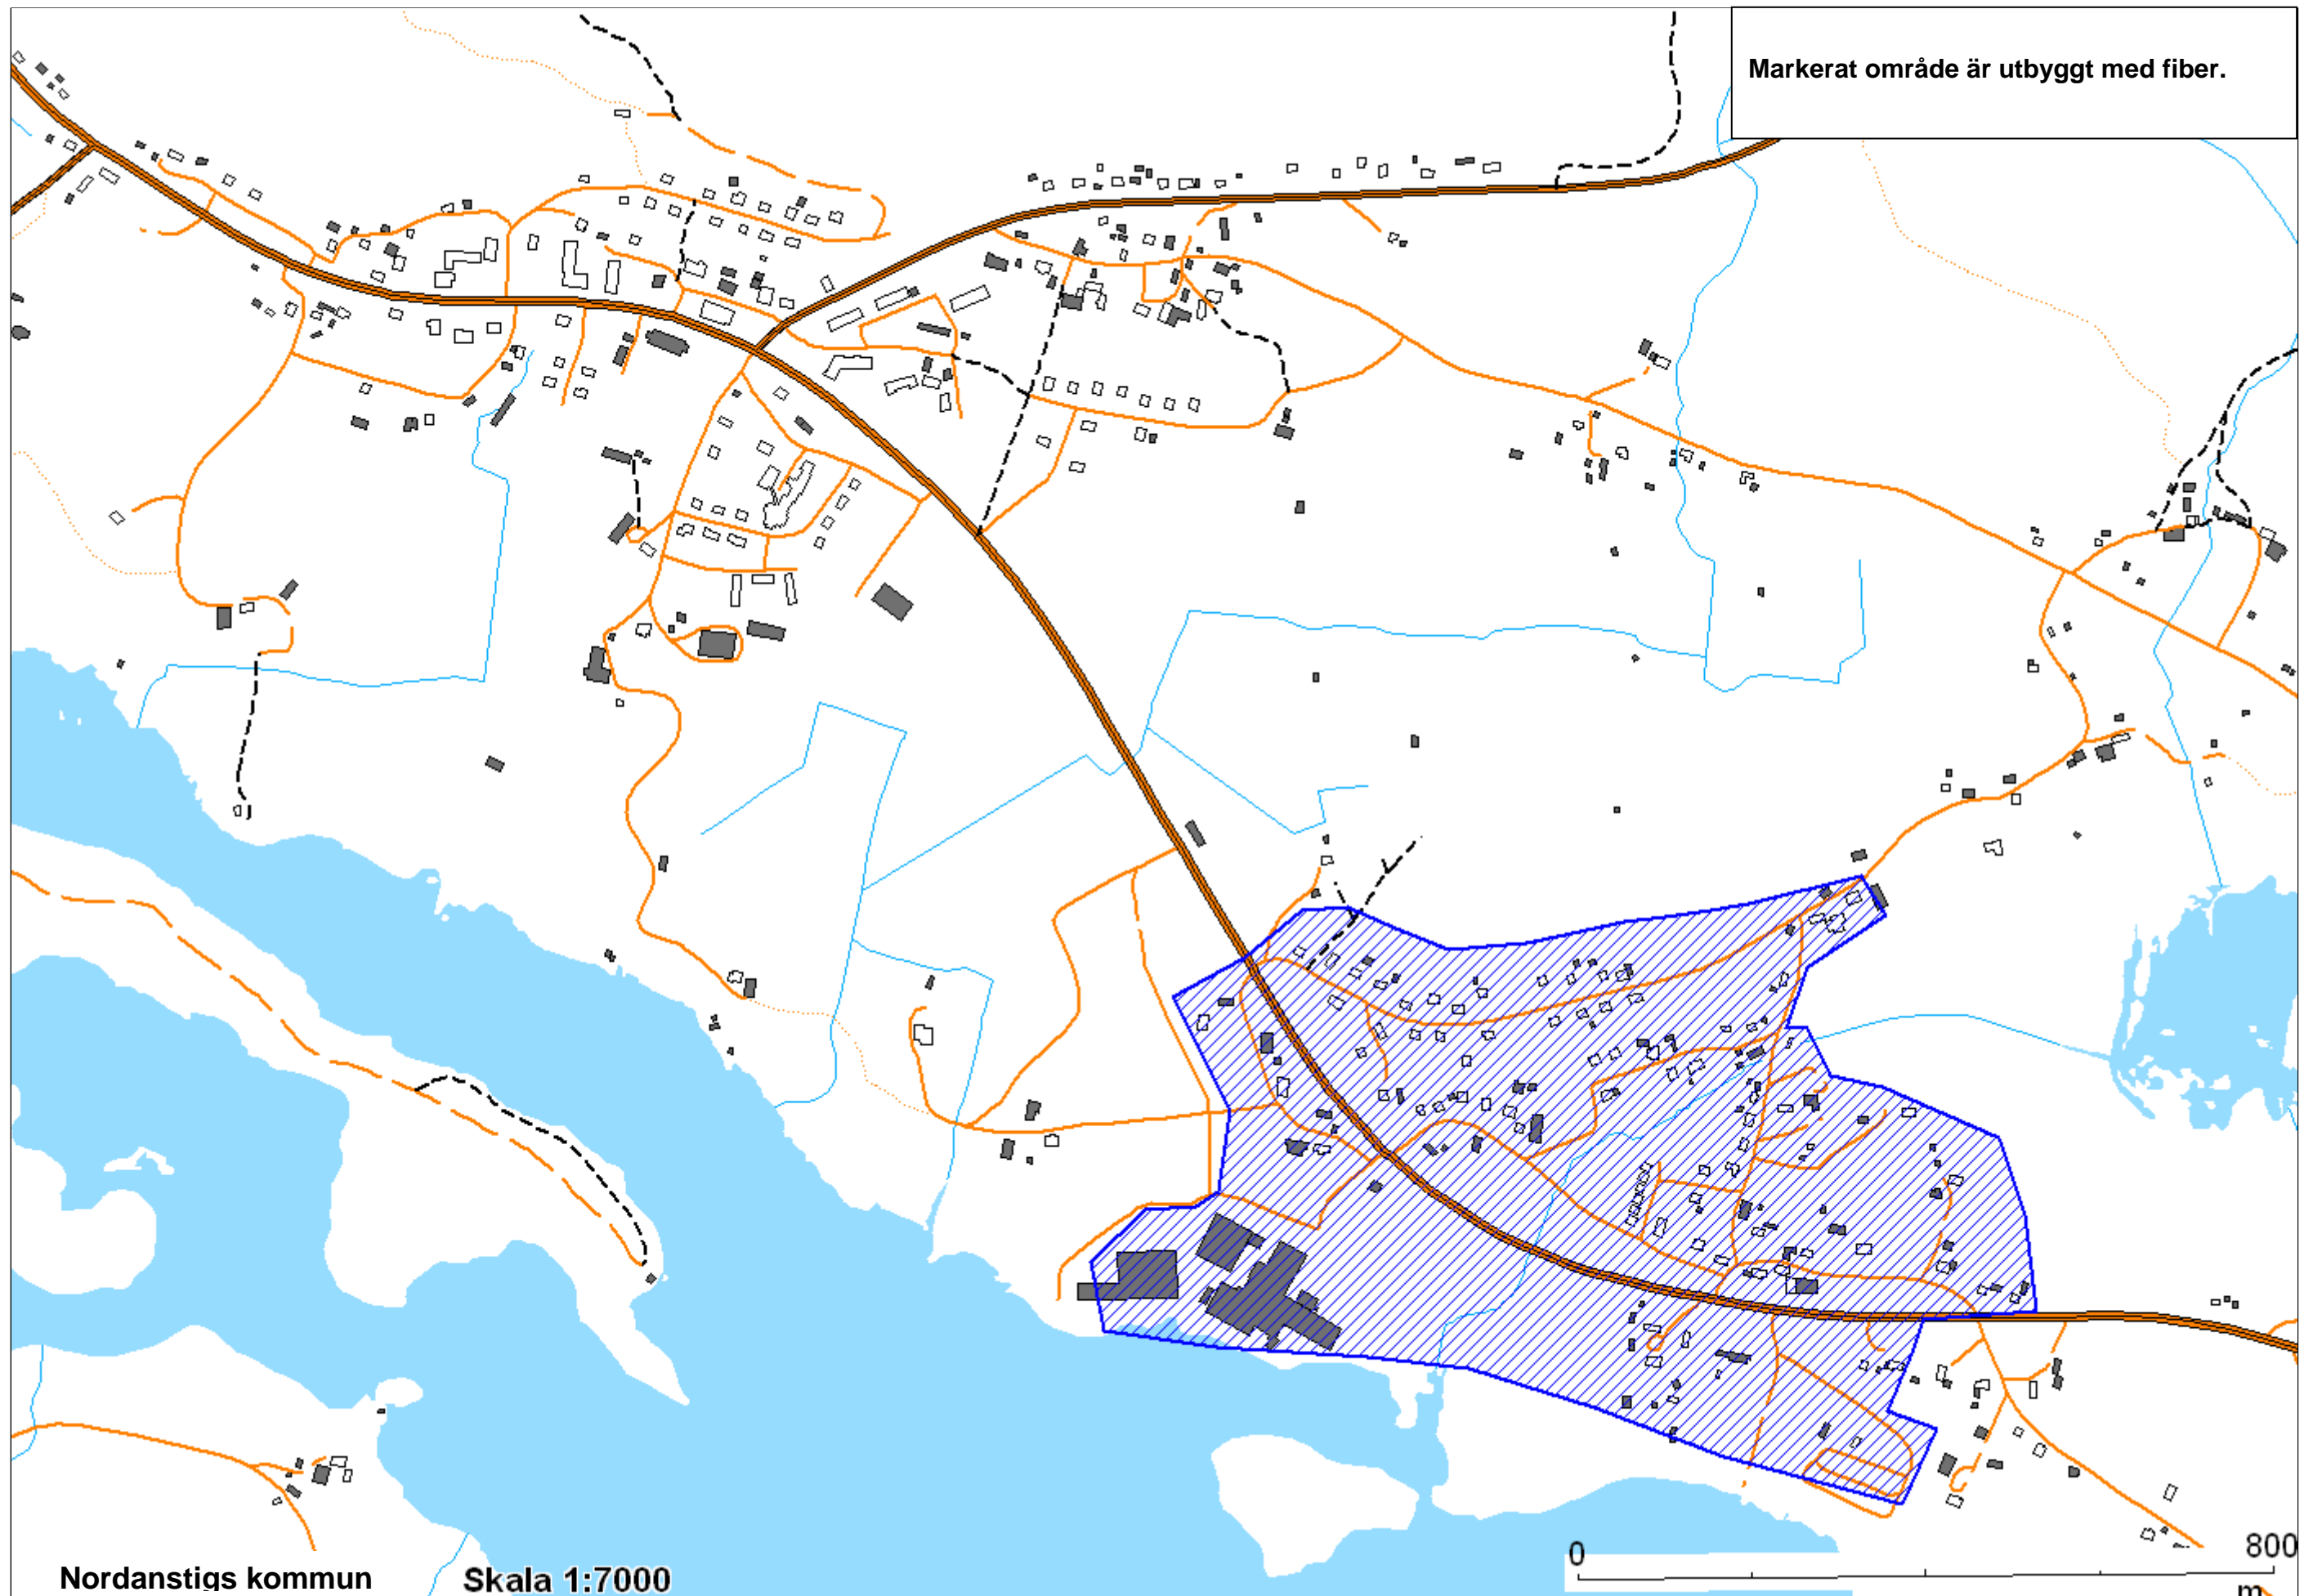 Markerat område är utbyggt med fiber.
0
800
m
Nordanstigs kommun
Skala 1:7000